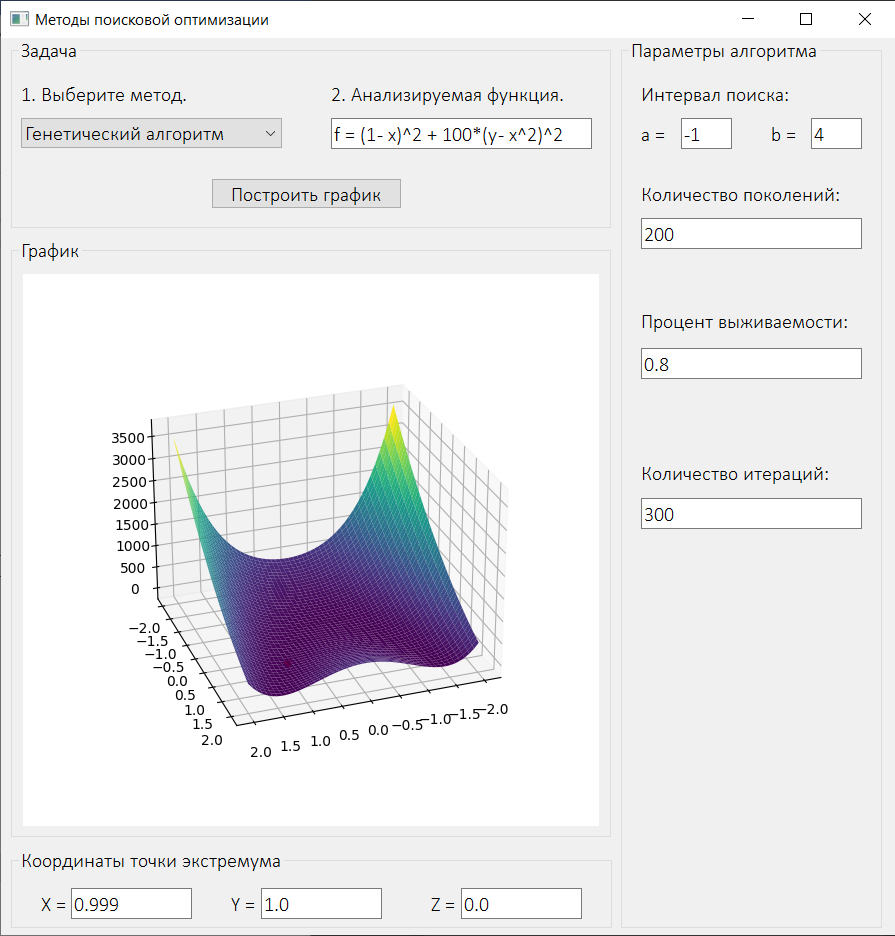 Методы поисковой оптимизации
Задача
1. Выберите метод.
2. Анализируемая функция.
Генетический алгоритм
f = (1- x)^2 + 100*(y- x^2)^2
Построить график
График
3500
3000
2500
2000
1500
1000
500
0
−2.0
−1.5
−1.0
−0.5
0.0
0.5
1.0
1.5
2.0
2.0 1.5 1.0 0.5 0.0 −0.5 −1.0 −1.5 −2.0
Координаты точки экстремума
X = 0.999 Y = 1.0 Z = 0.0
Параметры алгоритма
Интервал поиска:
a = -1 b = 4
Количество поколений:
200
Процент выживаемости:
0.8
Количество итераций:
300